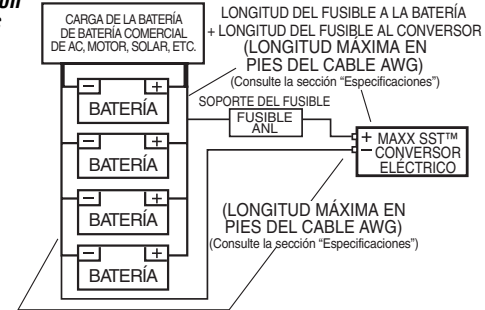 CARGA DE LA BATERÍA
DE BATERÍA COMERCIAL
DE AC, MOTOR, SOLAR, ETC.
LONGITUD DEL FUSIBLE A LA BATERÍA
+ LONGITUD DEL FUSIBLE AL CONVERSOR
(LONGITUD MÁXIMA EN
PIES DEL CABLE AWG)
(Consulte la sección “Especificaciones”)
SOPORTE DEL FUSIBLE
FUSIBLE
ANL
– +
BATERÍA
– +
BATERÍA
– +
BATERÍA
– +
BATERÍA
+ MAXX SST™
– CONVERSOR
ELÉCTRICO
(LONGITUD MÁXIMA EN
PIES DEL CABLE AWG)
(Consulte la sección “Especificaciones”)